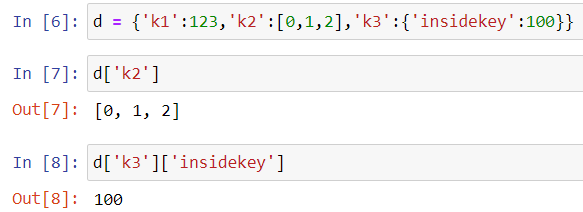 In [6]: d = {'k1':123,'k2':[0,1,2],'k3':{'insidekey':100}}
In [7]: d['k2']
Out[7]: [0, 1, 2]
In [8]: d['k3']['insidekey']
Out[8]: 100